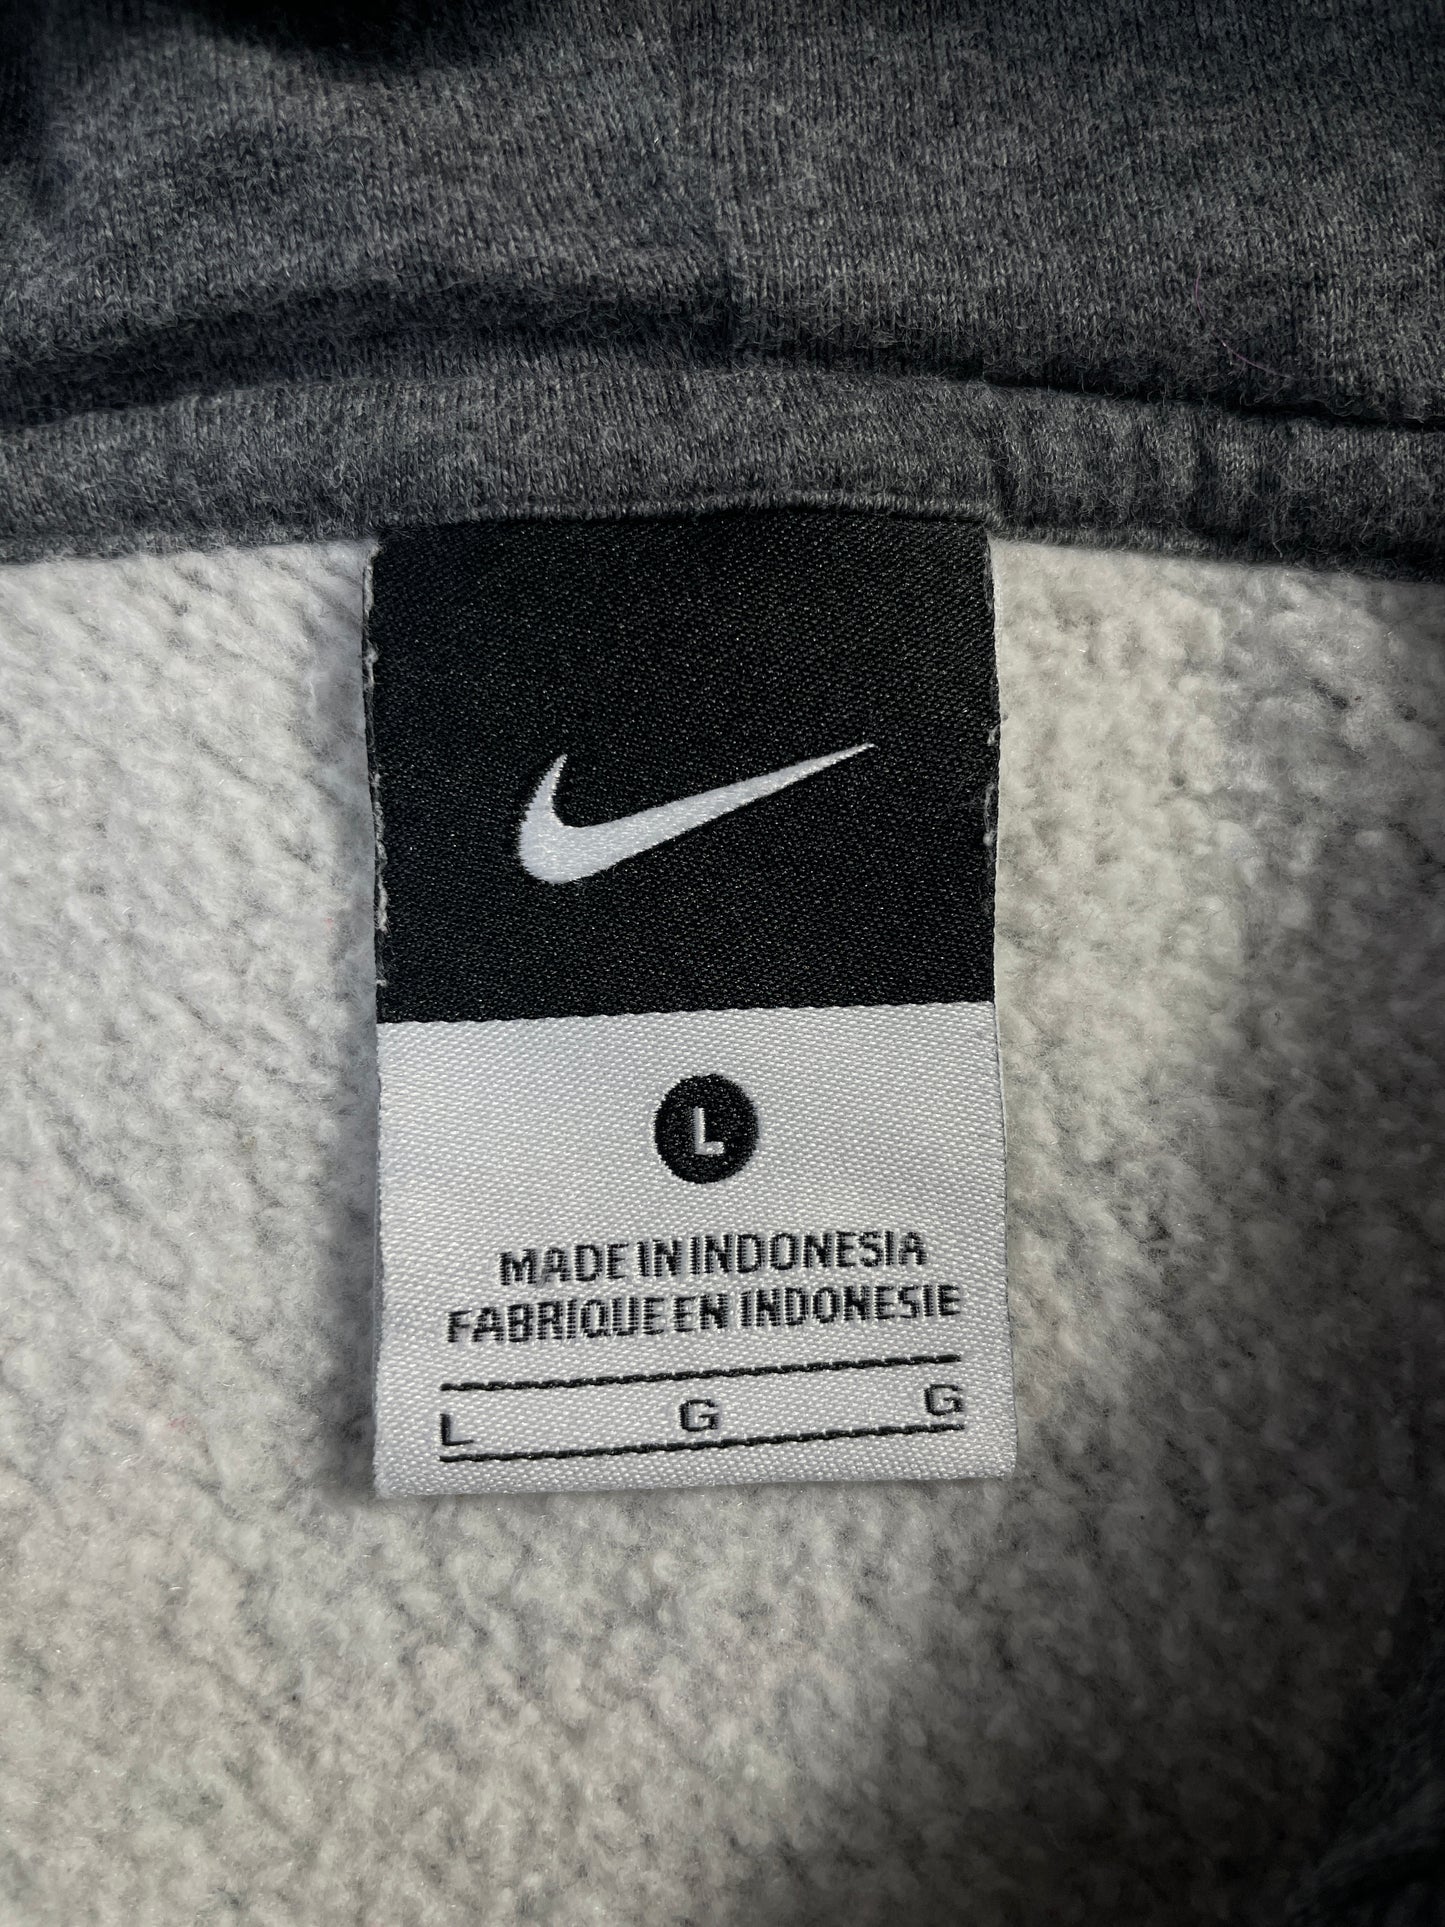 L
MADE IN INDONESIA
FABRIQUE EN INDONESIE
L G G